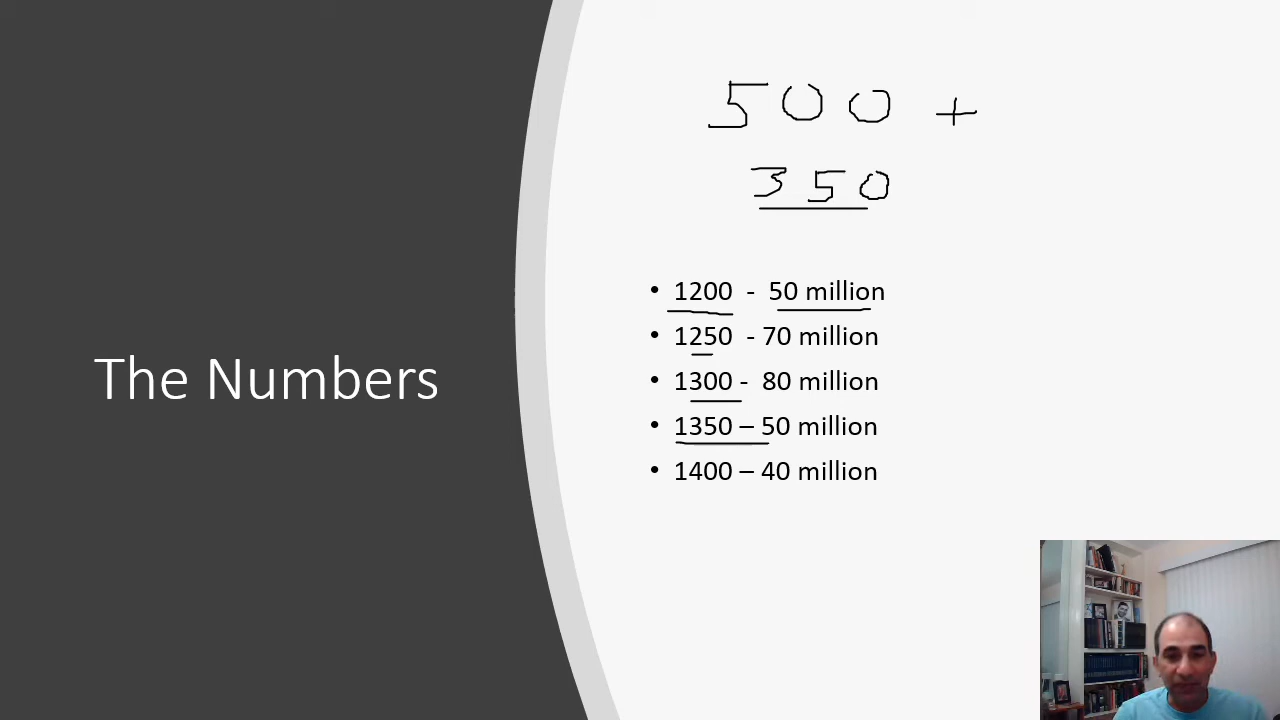 500 +
350
The Numbers
• 1200 - 50 million
• 1250 - 70 million
• 1300 - 80 million
• 1350 – 50 million
• 1400 – 40 million